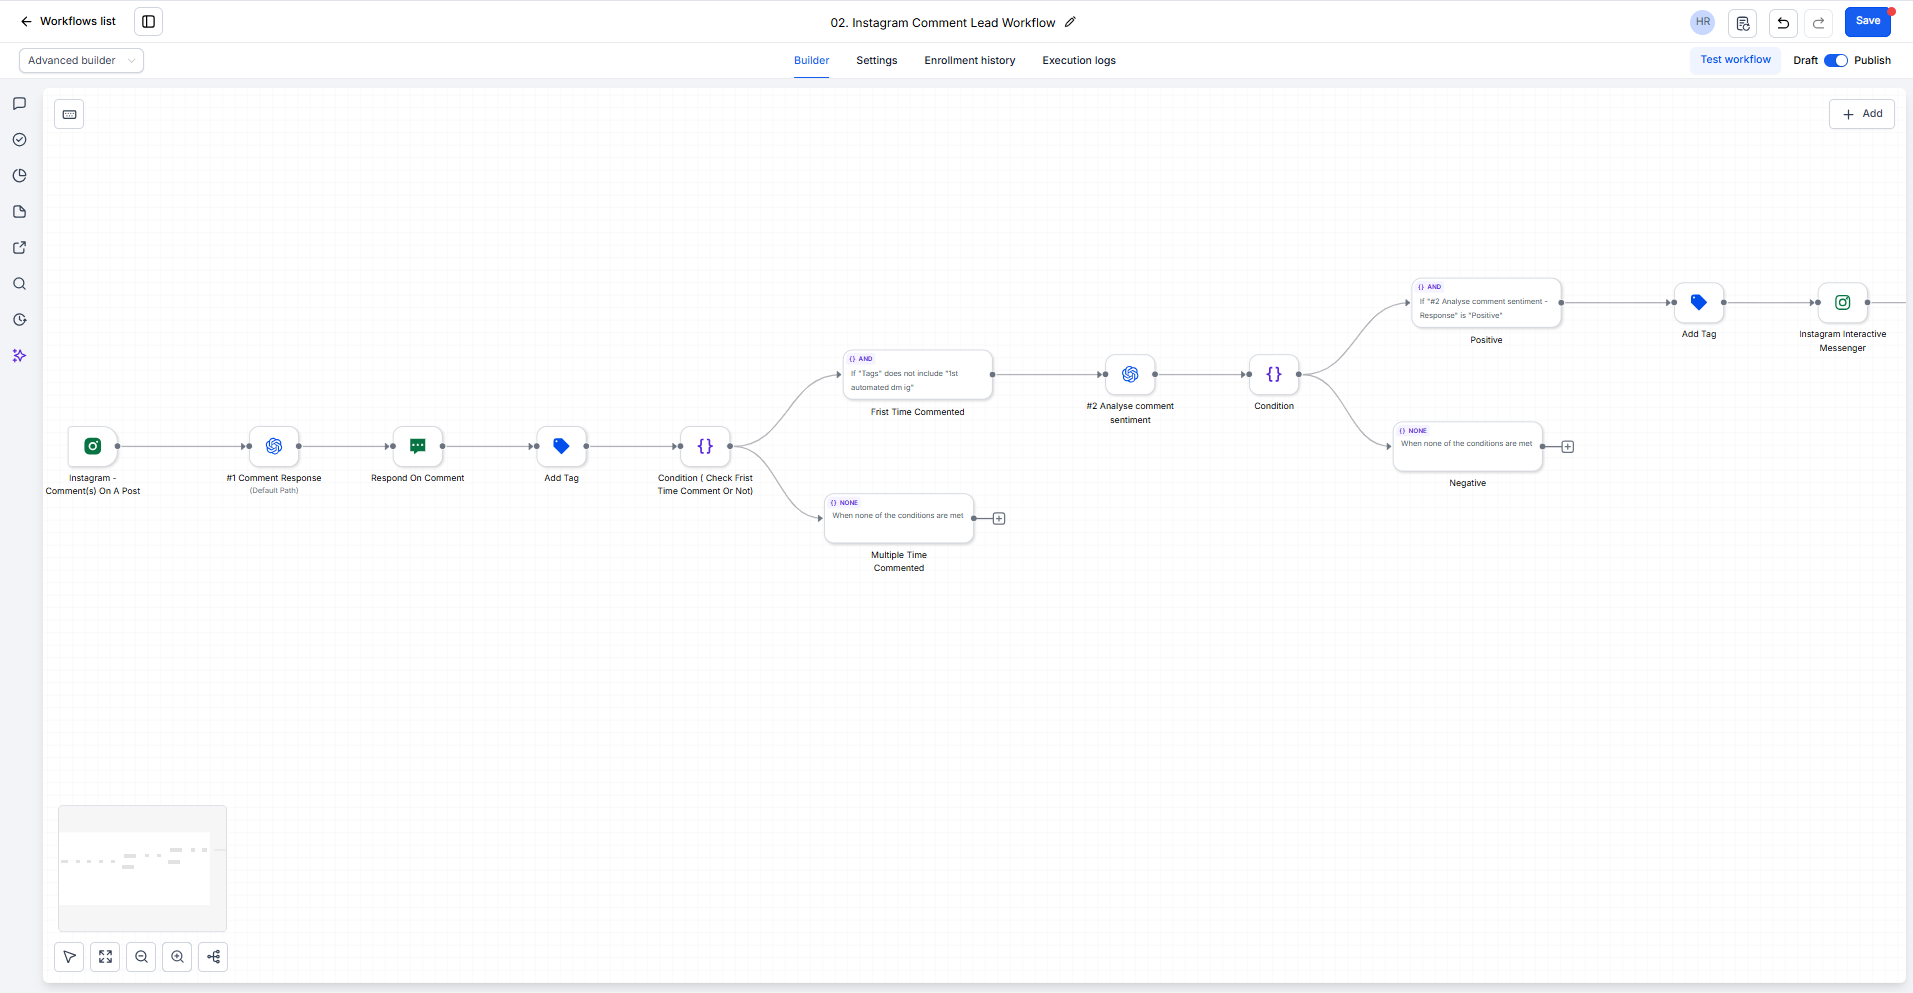 Workflows list
02. Instagram Comment Lead Workflow
HR
Save
Advanced builder
Builder
Settings
Enrollment history
Execution logs
Test workflow
Draft
Publish
Add
Instagram -
Comment(s) On A Post
#1 Comment Response
(Default Path)
Respond On Comment
Add Tag
Condition ( Check Frist
Time Comment Or Not)
{} AND
If "Tags" does not include "1st
automated dm ig"
Frist Time Commented
{} NONE
When none of the conditions are met
Multiple Time
Commented
#2 Analyse comment
sentiment
Condition
{} AND
If "#2 Analyse comment sentiment -
Response" is "Positive"
Positive
{} NONE
When none of the conditions are met
Negative
Add Tag
Instagram Interactive
Messenger